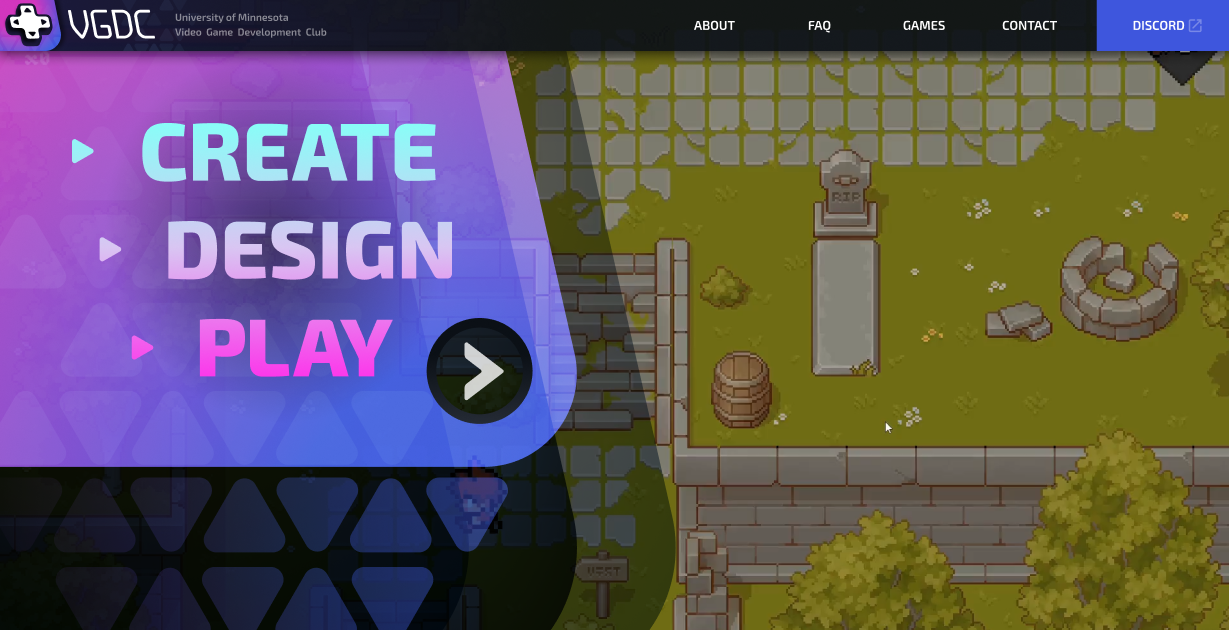 VGDC
University of Minnesota
Video Game Development Club
ABOUT
FAQ
GAMES
CONTACT
DISCORD
CREATE
DESIGN
PLAY
RIP
WEST